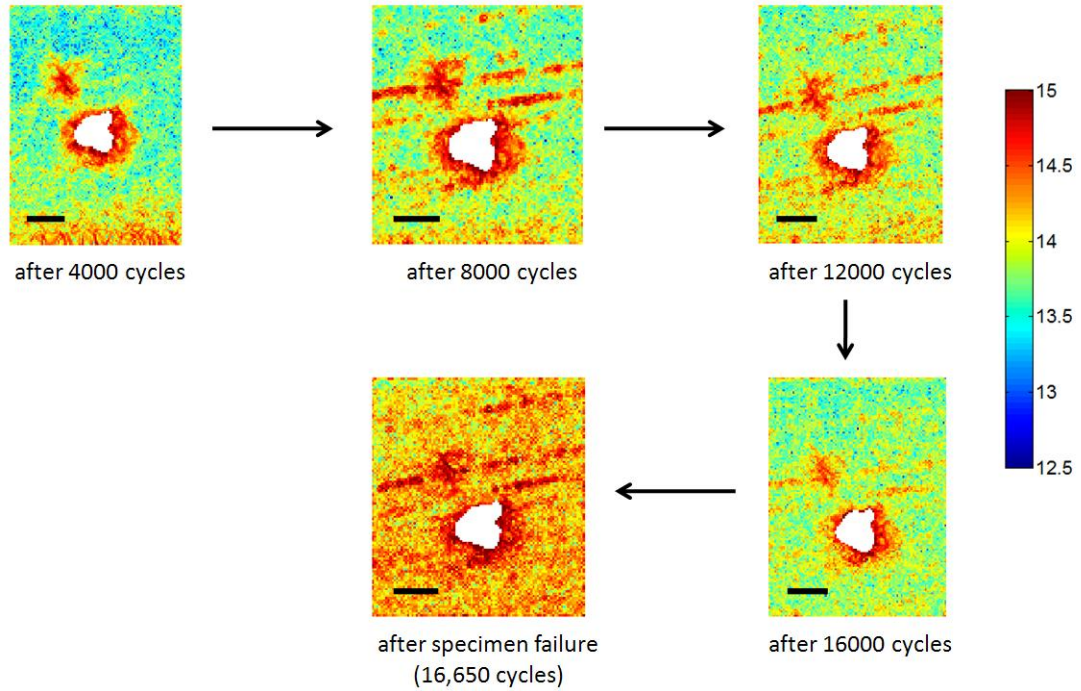 after 4000 cycles
after 8000 cycles
after 12000 cycles
15
14.5
14
13.5
13
12.5
after specimen failure
(16,650 cycles)
after 16000 cycles